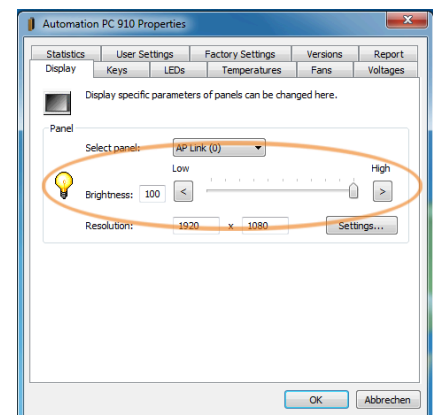 Automation PC 910 Properties
Statistics User Settings Factory Settings Versions Report
Display Keys LEDs Temperatures Fans Voltages
Display specific parameters of panels can be changed here.
Panel
Select panel: AP Link (0)
Low High
Brightness: 100 < >
Resolution: 1920 x 1080 Settings...
OK Abbrechen